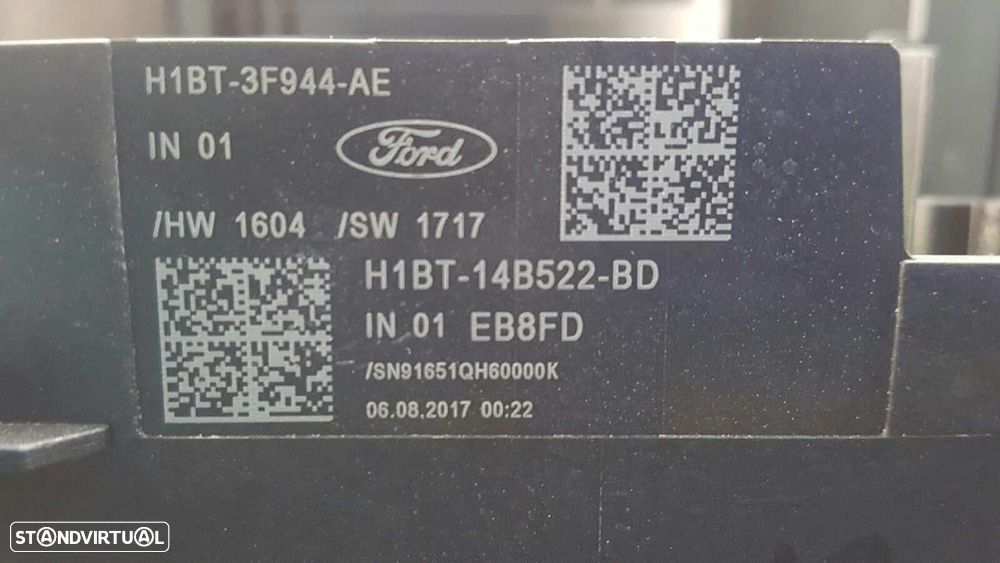 H1BT-3F944-AE
IN 01
Ford
/HW 1604 /SW 1717
H1BT-14B522-BD
IN 01 EB8FD
/SN91651QH60000K
06.08.2017 00:22
STANDVIRTUAL